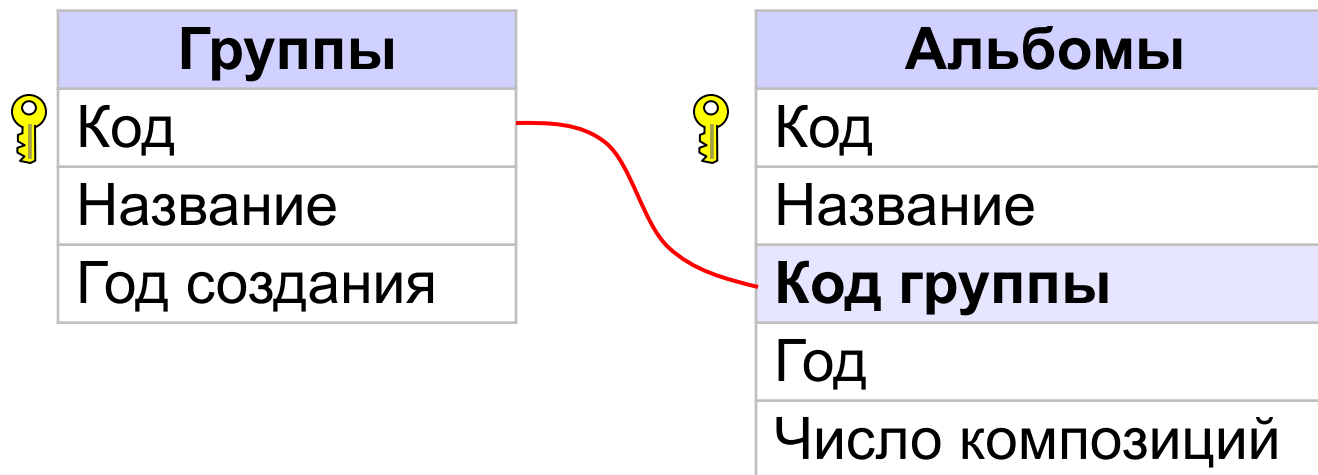 Группы
Код
Название
Год создания
Альбомы
Код
Название
Код группы
Год
Число композиций